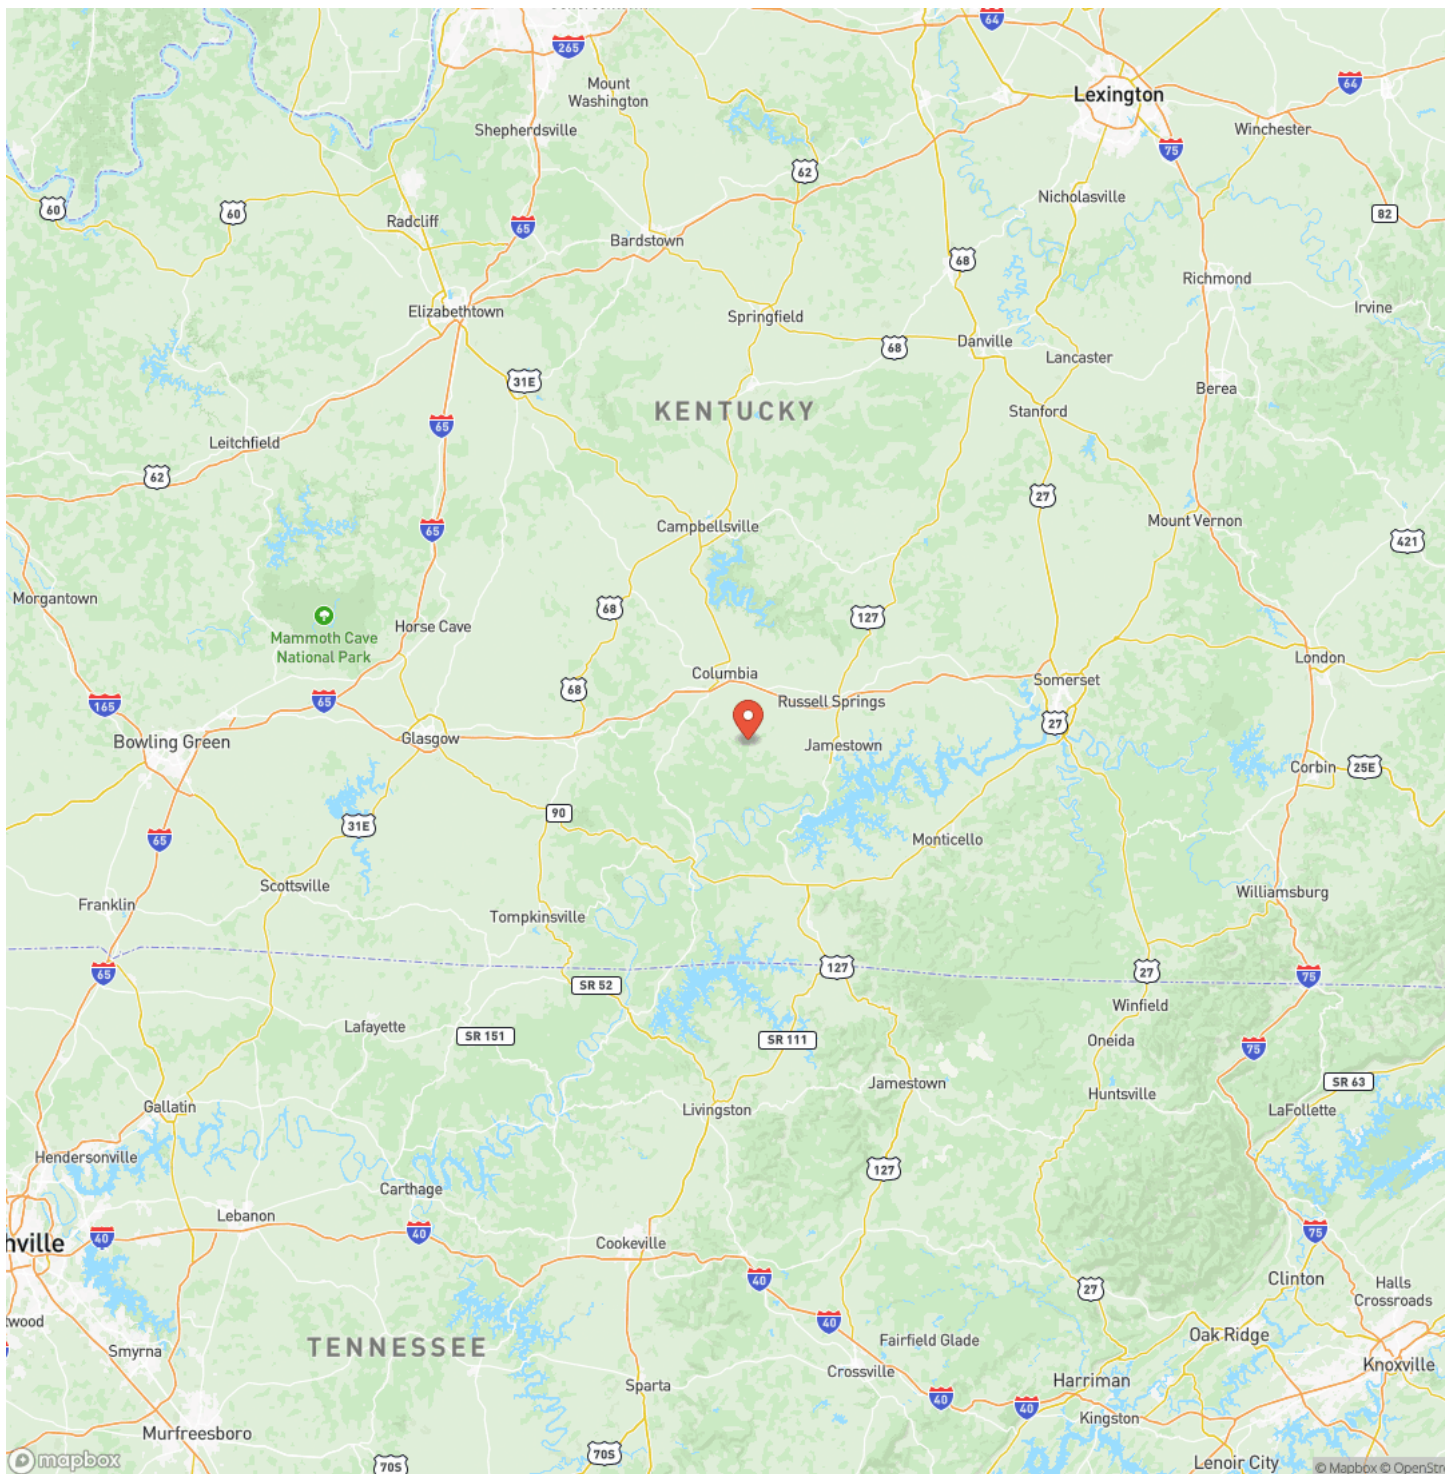 64
265
Mount
Washington
Lexington
64
Shepherdsville
Winchester
75
62
Nicholasville
60
60
Radcliff
65
82
Bardstown
68
Richmond
Elizabethtown
Springfield
Irvine
68
Danville
Lancaster
31E
Berea
KENTUCKY
Stanford
65
Leitchfield
62
27
Campbellsville
Mount Vernon
65
421
Morgantown
68
127
Horse Cave
Mammoth Cave
National Park
London
Columbia
Somerset
68
65
165
Russell Springs
27
Bowling Green
Glasgow
Jamestown
Corbin
25E
90
31E
65
Monticello
Scottsville
Williamsburg
Franklin
Tompkinsville
65
127
27
75
SR 52
Winfield
Lafayette
SR 151
SR 111
Oneida
75
Jamestown
SR 63
Huntsville
Gallatin
Livingston
LaFollette
Hendersonville
127
Carthage
Lebanon
40
40
75
hville
Cookeville
40
Clinton
Halls
Crossroads
27
40
twood
Fairfield Glade
Oak Ridge
TENNESSEE
Smyrna
Knoxville
Crossville
Harriman
Sparta
40
40
Kingston
Murfreesboro
70S
70S
Lenoir City
mapbox
© Mapbox © OpenStr